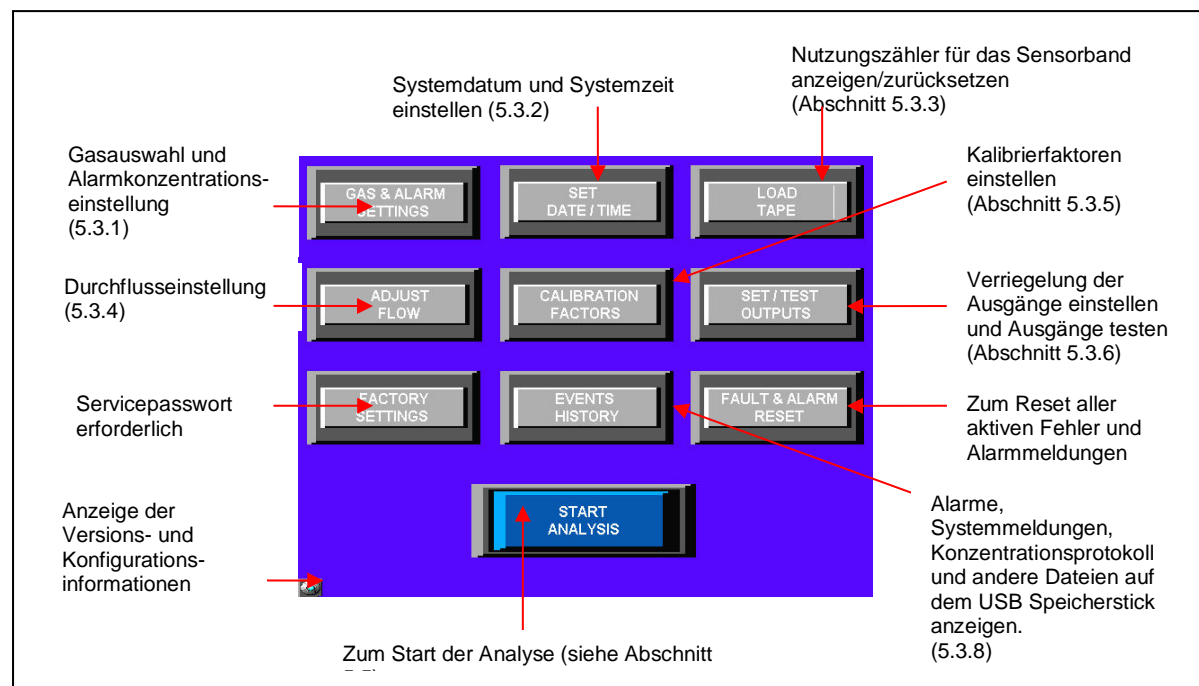 Nutzungszähler für das Sensorband
anzeigen/zurücksetzen
(Abschnitt 5.3.3)
Systemdatum und Systemzeit
einstellen (5.3.2)
Gasauswahl und
Alarmkonzentrations-
einstellung
(5.3.1)
Kalibrierfaktoren
einstellen
(Abschnitt 5.3.5)
GAS & ALARM
SETTINGS
SET
DATE / TIME
LOAD
TAPE
Durchflusseinstellung
(5.3.4)
ADJUST
FLOW
CALIBRATION
FACTORS
SET / TEST
OUTPUTS
Verriegelung der
Ausgänge einstellen
und Ausgänge testen
(Abschnitt 5.3.6)
Servicepasswort
erforderlich
FACTORY
SETTINGS
EVENTS
HISTORY
FAULT & ALARM
RESET
Zum Reset aller
aktiven Fehler und
Alarmmeldungen
Anzeige der
Versions- und
Konfigurations-
informationen
START
ANALYSIS
Alarme,
Systemmeldungen,
Konzentrationsprotokoll
und andere Dateien auf
dem USB Speicherstick
anzeigen.
(5.3.8)
Zum Start der Analyse (siehe Abschnitt